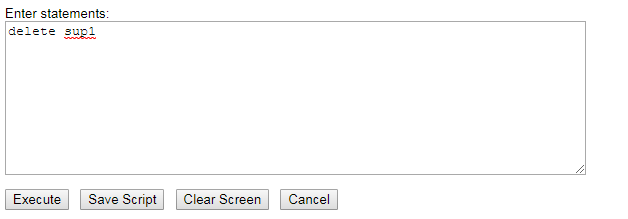 Enter statements:
delete sup1
Execute Save Script Clear Screen Cancel